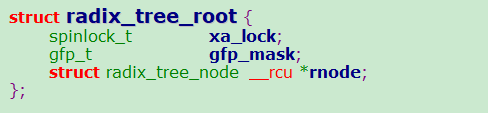 struct radix_tree_root {
spinlock_t xa_lock;
gfp_t gfp_mask;
struct radix_tree_node __rcu *rnode;
};